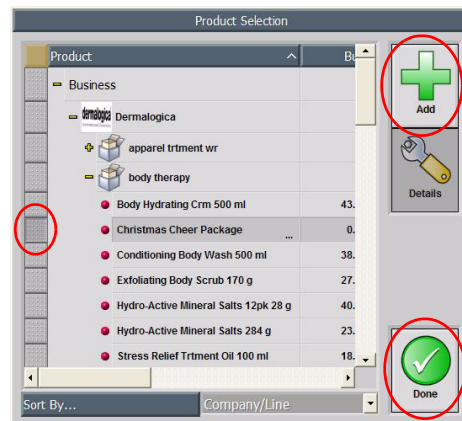 Product Selection
Product Bu
Business
dermalogica Dermalogica
apparel trtment wr
body therapy
Body Hydrating Crm 500 ml 43.
Christmas Cheer Package ... 0.
Conditioning Body Wash 500 ml 38.
Exfoliating Body Scrub 170 g 27.
Hydro-Active Mineral Salts 12pk 28 g 40.
Hydro-Active Mineral Salts 284 g 23.
Stress Relief Trtment Oil 100 ml 18.
Sort By... Company/Line
Add
Details
Done